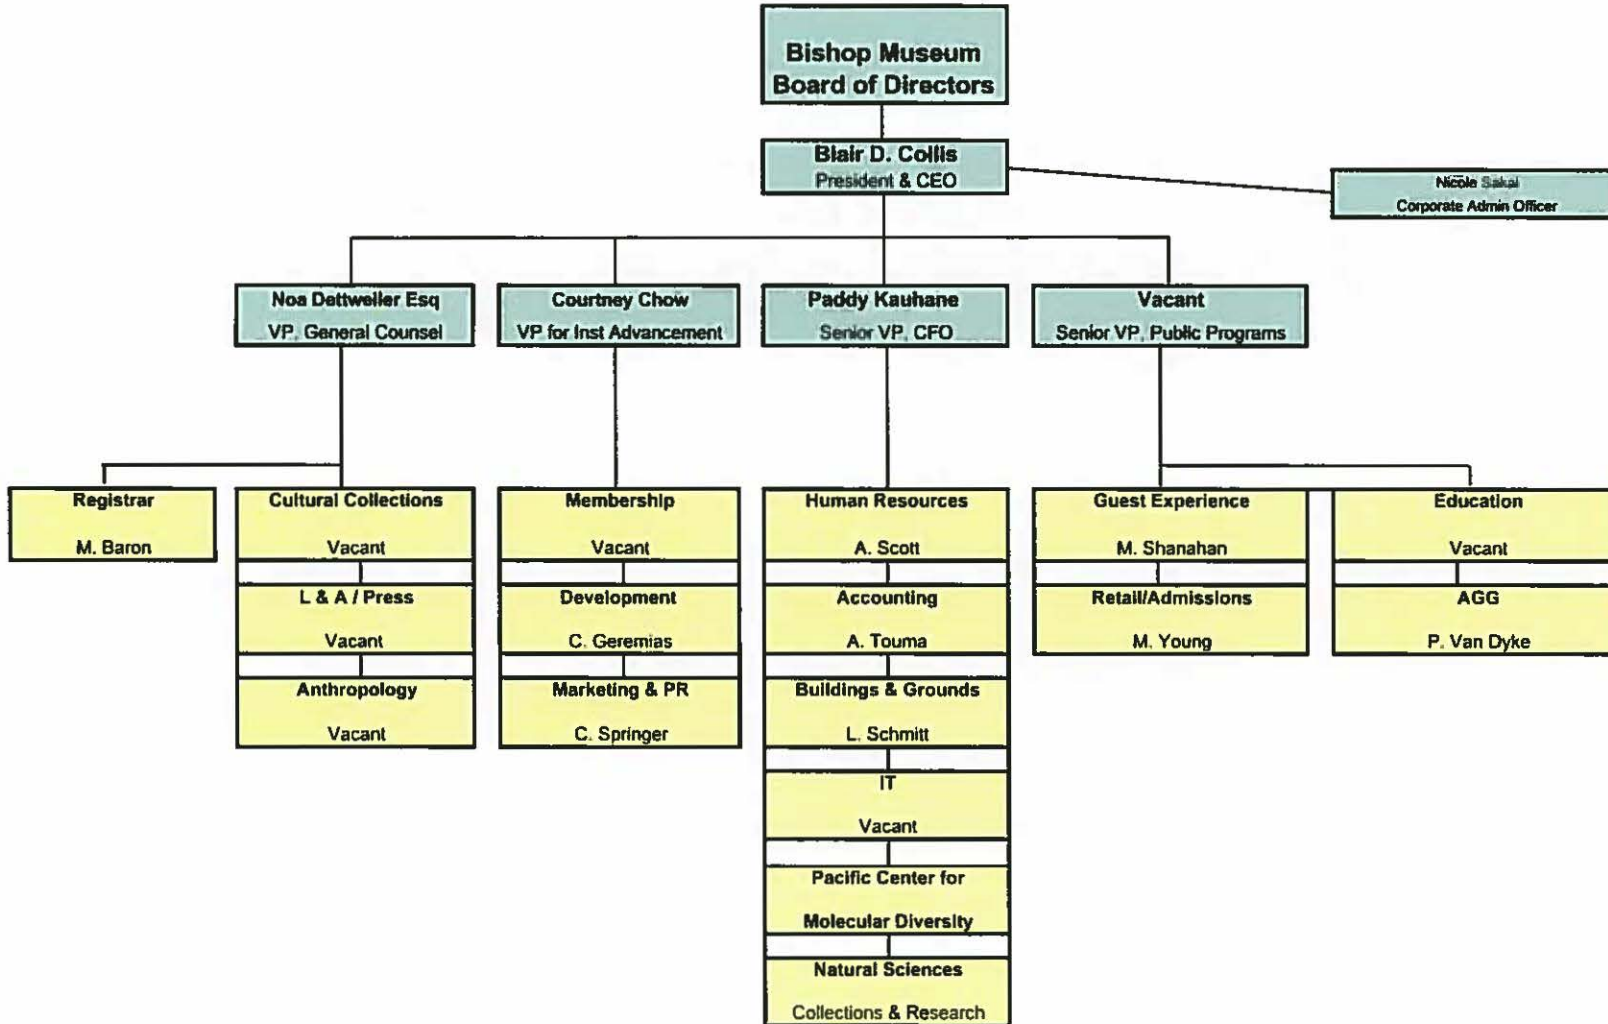 Bishop Museum
Board of Directors
Blair D. Collis
President & CEO
Nicole Sakai
Corporate Admin Officer
Noa Dettweiler Esq
VP, General Counsel
Courtney Chow
VP for Inst Advancement
Paddy Kauhane
Senior VP, CFO
Vacant
Senior VP, Public Programs
Registrar
M. Baron
Cultural Collections
Vacant
L & A / Press
Vacant
Anthropology
Vacant
Membership
Vacant
Development
C. Geremias
Marketing & PR
C. Springer
Human Resources
A. Scott
Accounting
A. Touma
Buildings & Grounds
L. Schmitt
IT
Vacant
Pacific Center for
Molecular Diversity
Natural Sciences
Collections & Research
Guest Experience
M. Shanahan
Retail/Admissions
M. Young
Education
Vacant
AGG
P. Van Dyke